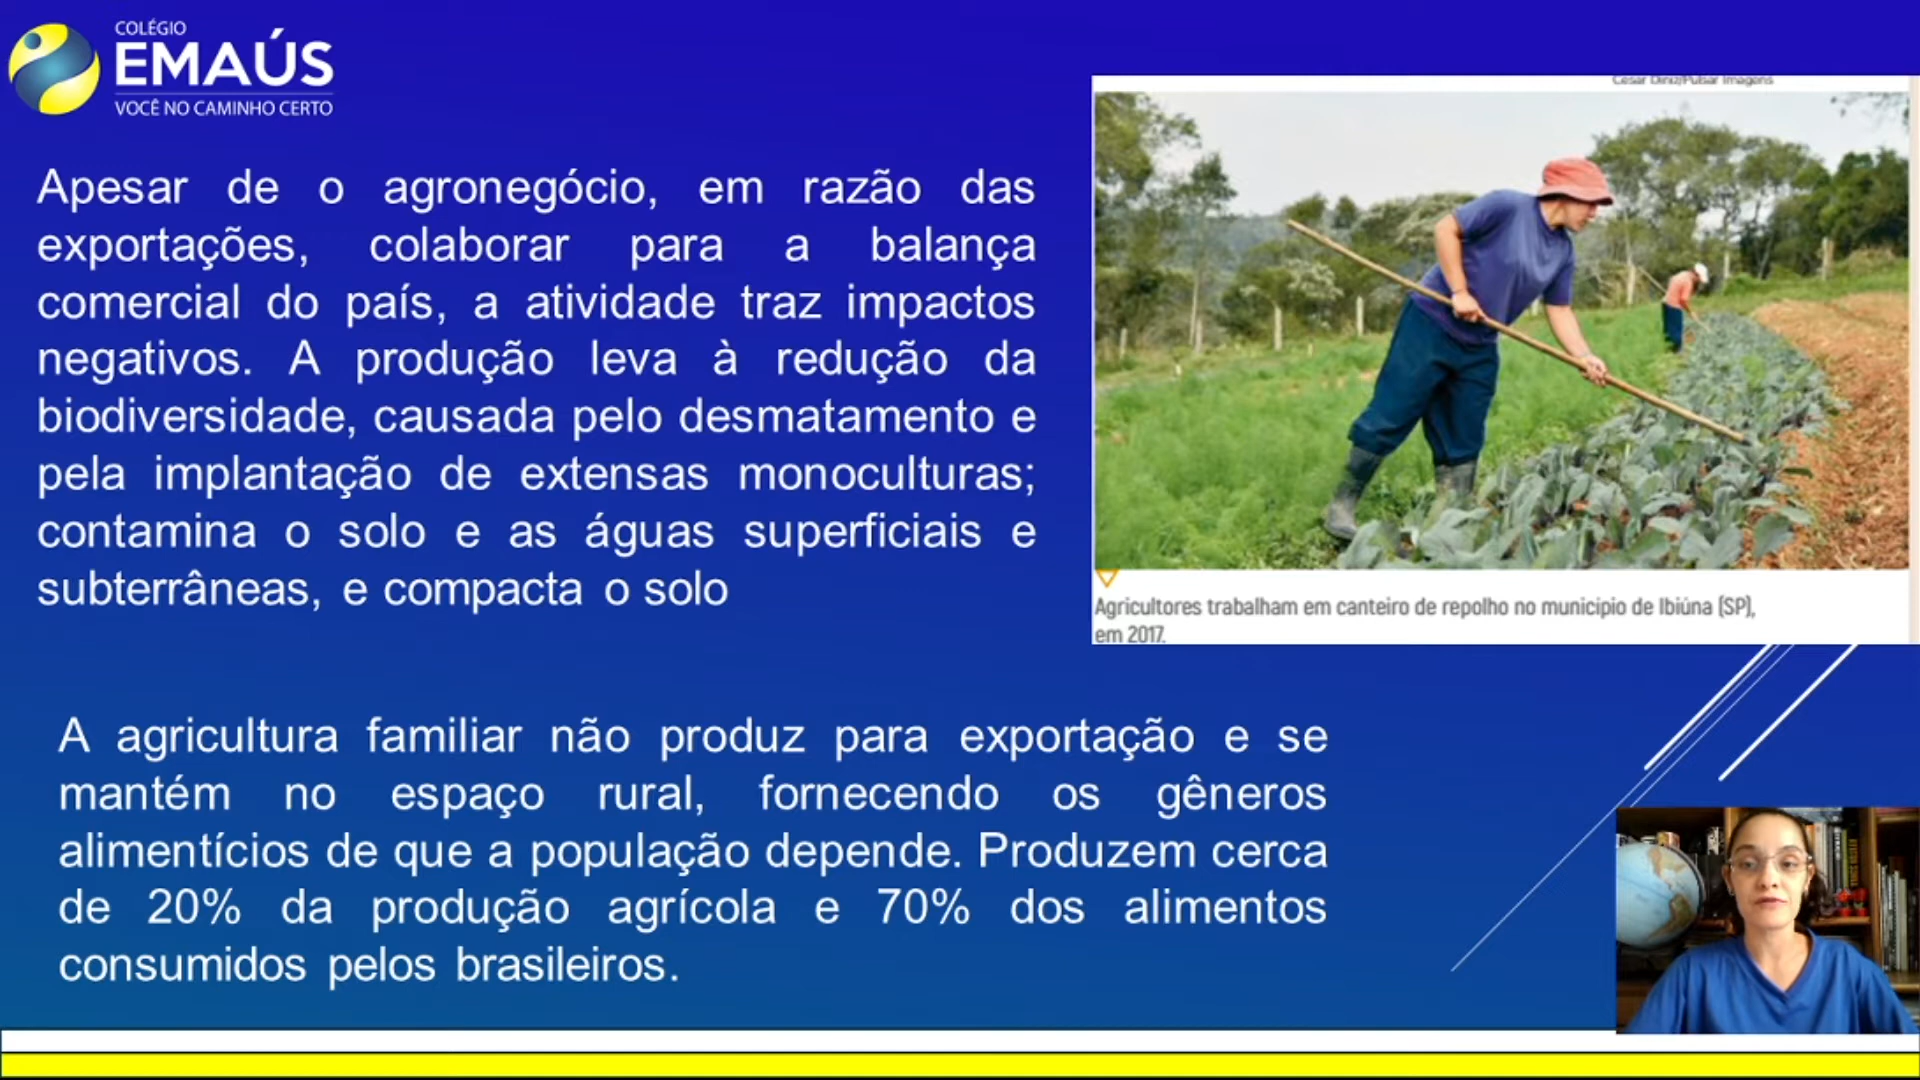 COLÉGIO
EMAÚS
VOCÊ NO CAMINHO CERTO
Cesar Diniz/Pulsar Imagens
Apesar de o agronegócio, em razão das
exportações, colaborar para a balança
comercial do país, a atividade traz impactos
negativos. A produção leva à redução da
biodiversidade, causada pelo desmatamento e
pela implantação de extensas monoculturas;
contamina o solo e as águas superficiais e
subterrâneas, e compacta o solo
Agricultores trabalham em canteiro de repolho no município de Ibiúna (SP),
em 2017.
A agricultura familiar não produz para exportação e se
mantém no espaço rural, fornecendo os gêneros
alimentícios de que a população depende. Produzem cerca
de 20% da produção agrícola e 70% dos alimentos
consumidos pelos brasileiros.